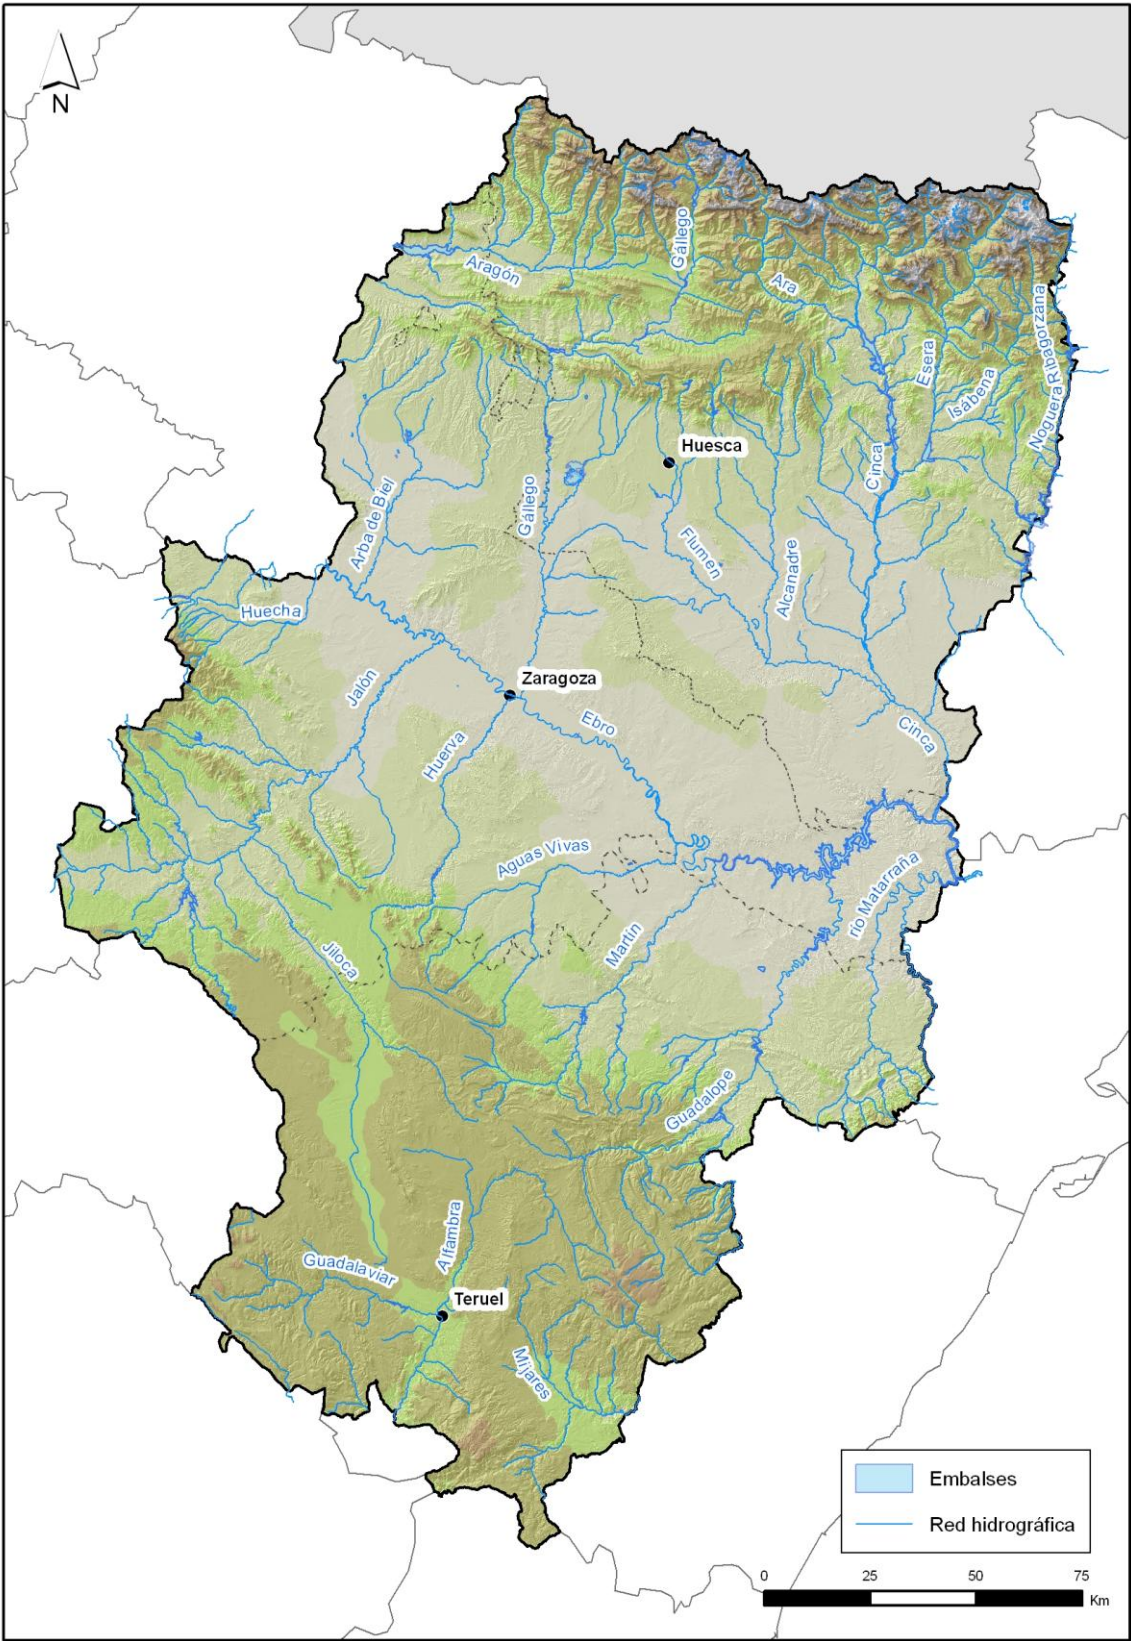 N
Gállego
Aragón
Ara
Noguera Ribagorzana
Esera
Isábena
Huesca
Cinca
Gállego
Arba de Biel
Flumen
Alcanadre
Huecha
Jalón
Zaragoza
Ebro
Cinca
Huerva
Aguas Vivas
río Matarraña
Martín
Jiloca
Guadalope
Alfambra
Guadalaviar
Teruel
Mijares
Embalses
Red hidrográfica
0 25 50 75
Km